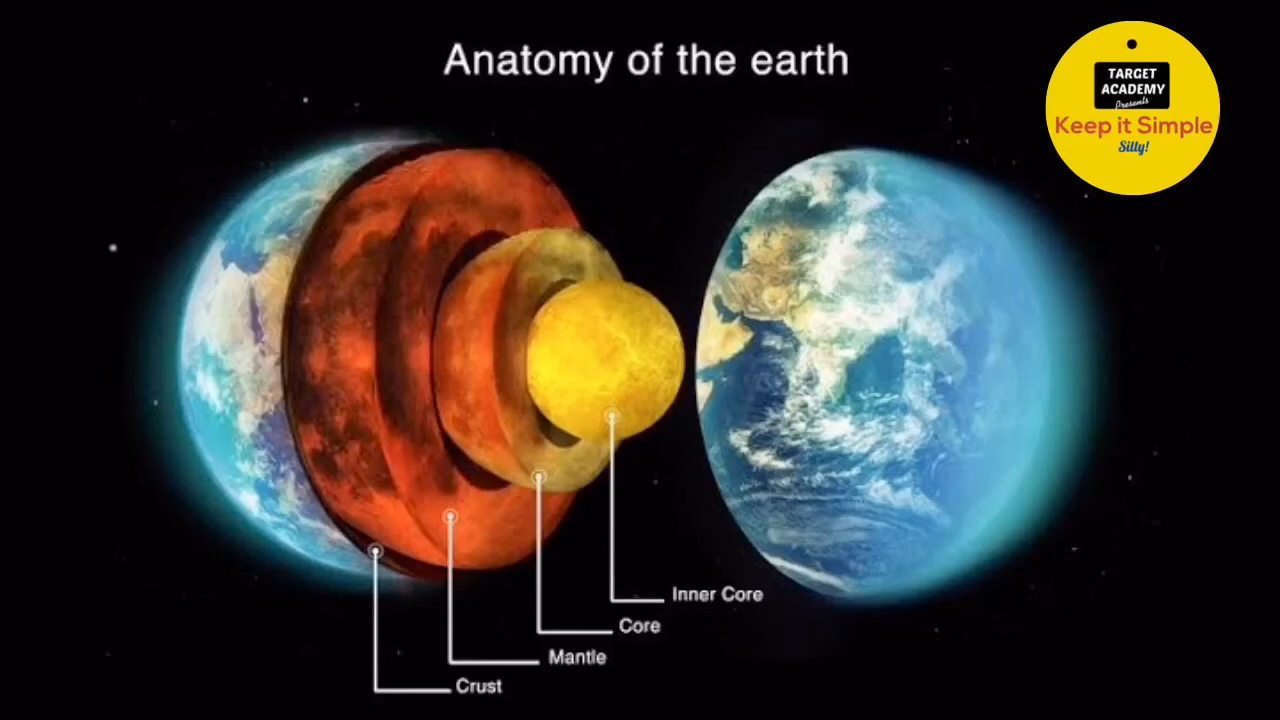 Anatomy of the earth
TARGET
ACADEMY
Presents
Keep it Simple
Silly!
Inner Core
Core
Mantle
Crust